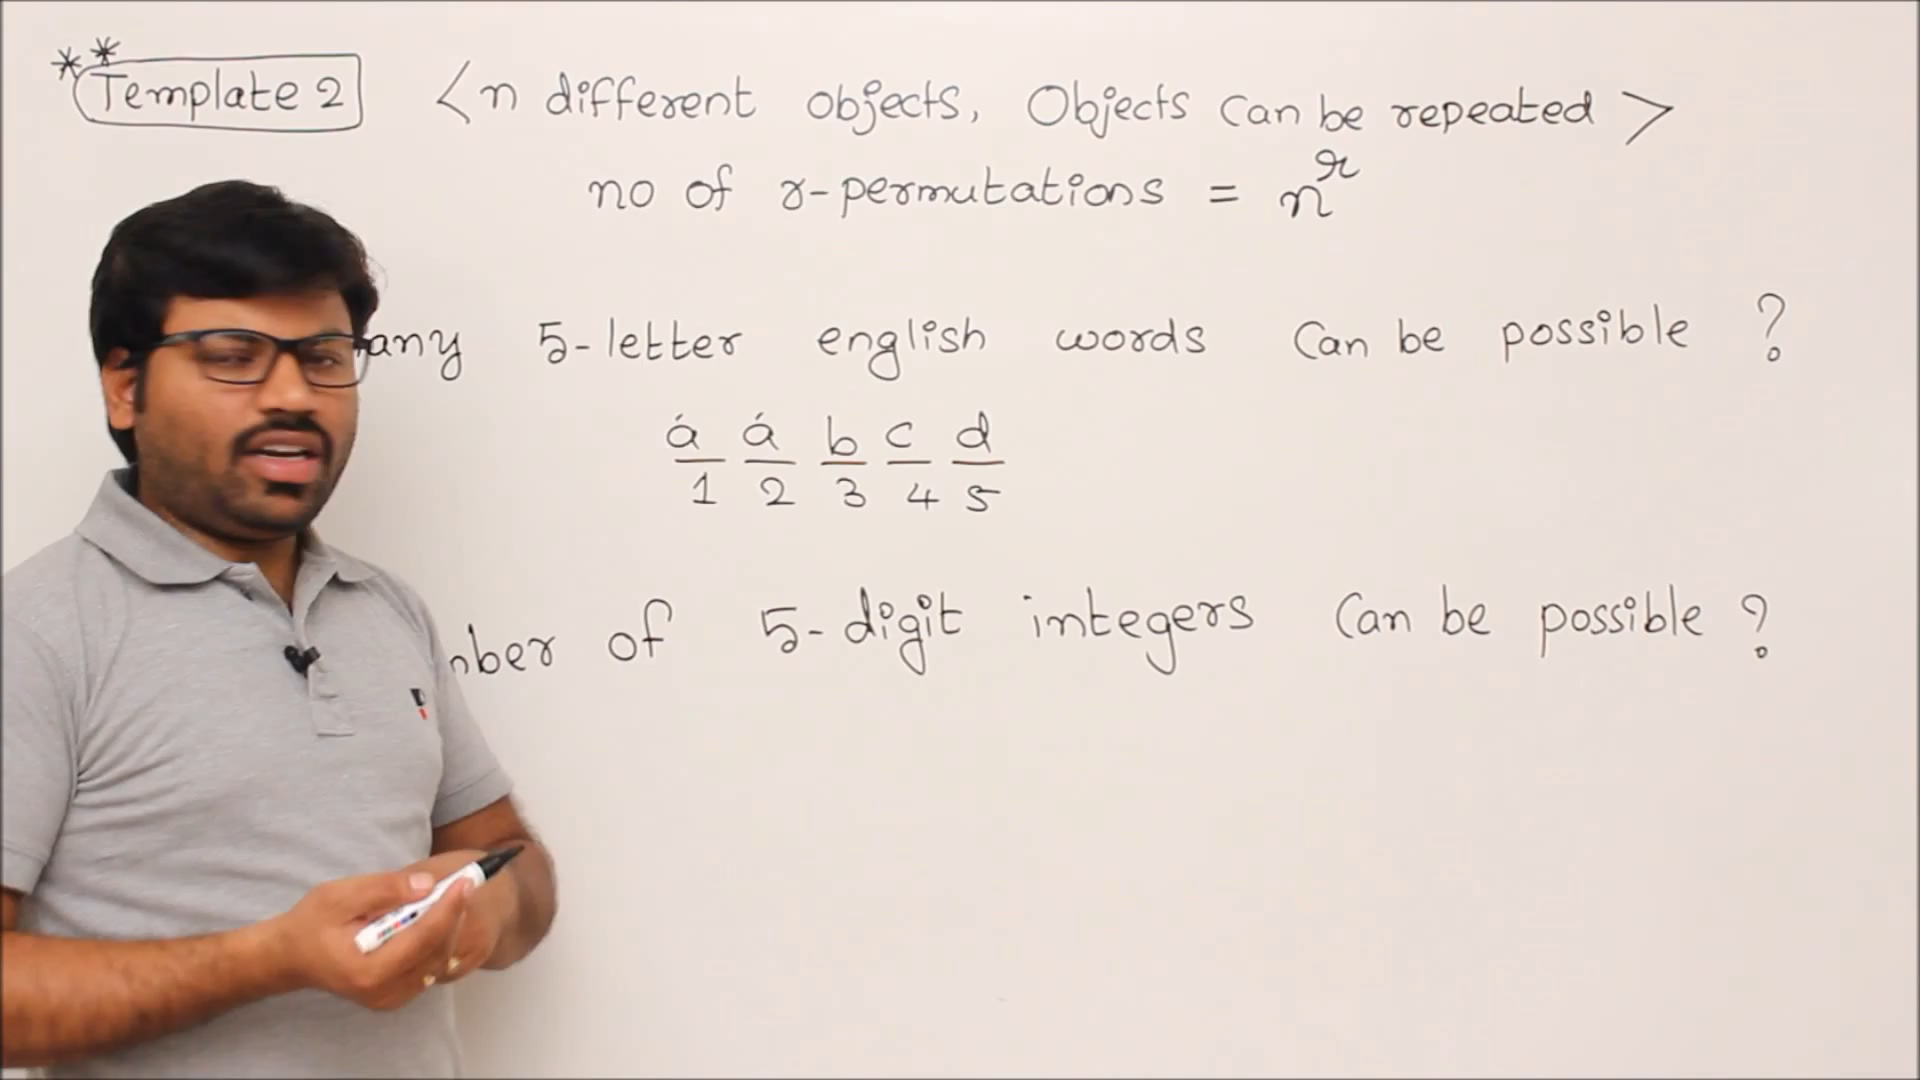 ** Template 2 <n different objects, Objects can be repeated>
no of r-permutations = n^r
any 5-letter english words can be possible ?
á á b c d
1 2 3 4 5
nber of 5-digit integers can be possible ?